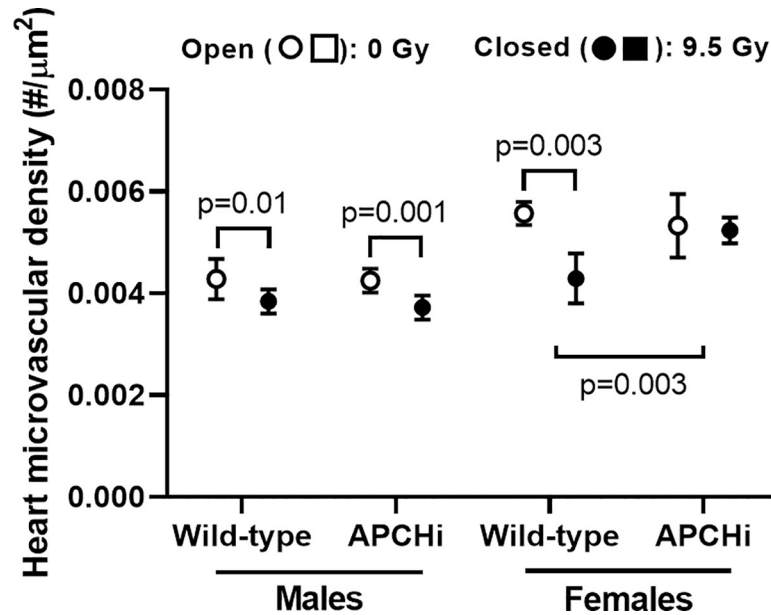 Open (○□): 0 Gy
Closed (●■): 9.5 Gy
Heart microvascular density (#/μm²)
0.008
0.006
0.004
0.002
0.000
p=0.01
p=0.001
p=0.003
p=0.003
Wild-type
APCHi
Wild-type
APCHi
Males
Females